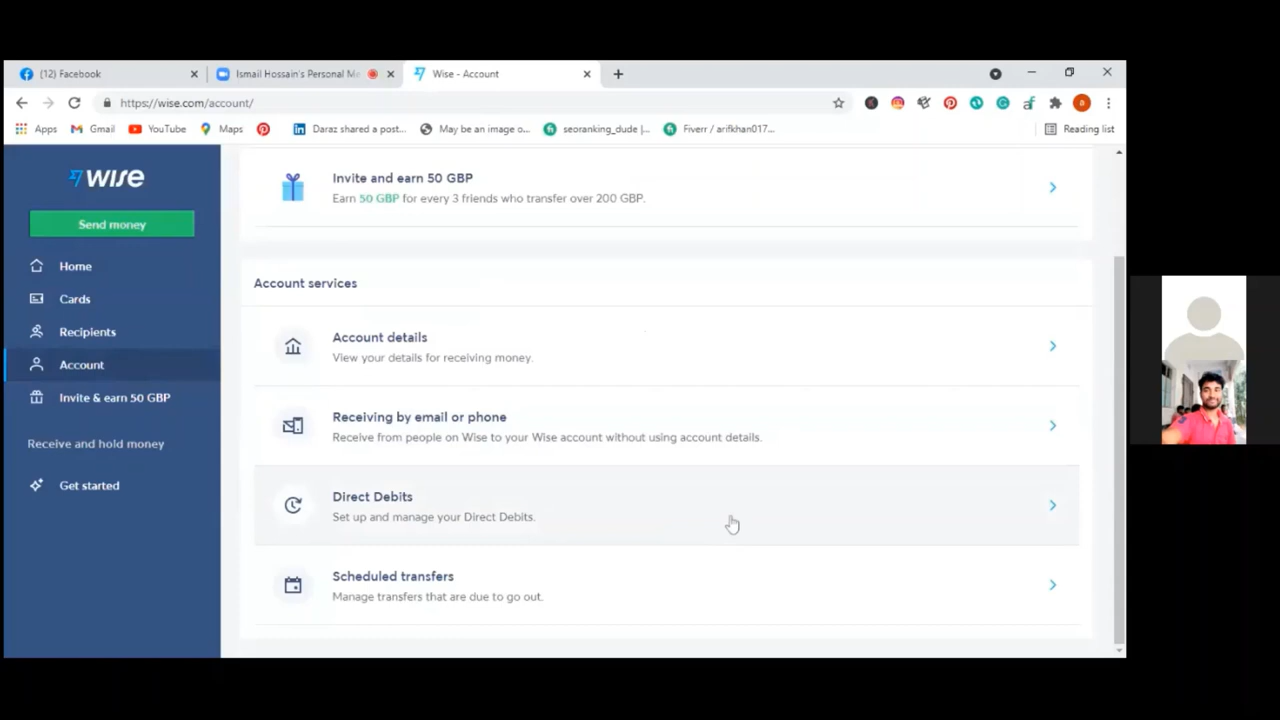 (12) Facebook
Ismail Hossain's Personal Me
Wise - Account
https://wise.com/account/
Apps
Gmail
YouTube
Maps
Daraz shared a post...
May be an image o...
seoranking_dude |...
Fiverr / arifkhan017...
Reading list
WISE
Send money
Home
Cards
Recipients
Account
Invite & earn 50 GBP
Receive and hold money
Get started
Invite and earn 50 GBP
Earn 50 GBP for every 3 friends who transfer over 200 GBP.
Account services
Account details
View your details for receiving money.
Receiving by email or phone
Receive from people on Wise to your Wise account without using account details.
Direct Debits
Set up and manage your Direct Debits.
Scheduled transfers
Manage transfers that are due to go out.